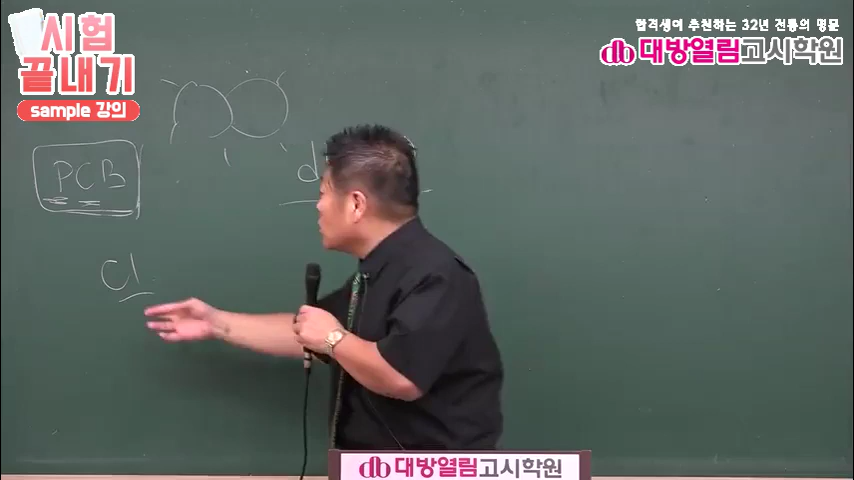 시험
끝내기
sample 강의
합격생이 추천하는 32년 전통의 명문
db 대방열림고시학원
PCB
d
Cl
db 대방열림고시학원